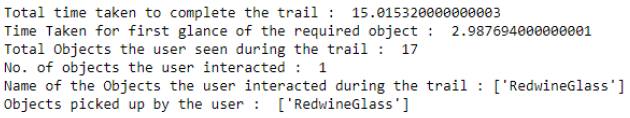 Total time taken to complete the trail :  15.015320000000003
Time Taken for first glance of the required object :  2.987694000000001
Total Objects the user seen during the trail :  17
No. of objects the user interacted :  1
Name of the Objects the user interacted during the trail : ['RedwineGlass']
Objects picked up by the user :  ['RedwineGlass']